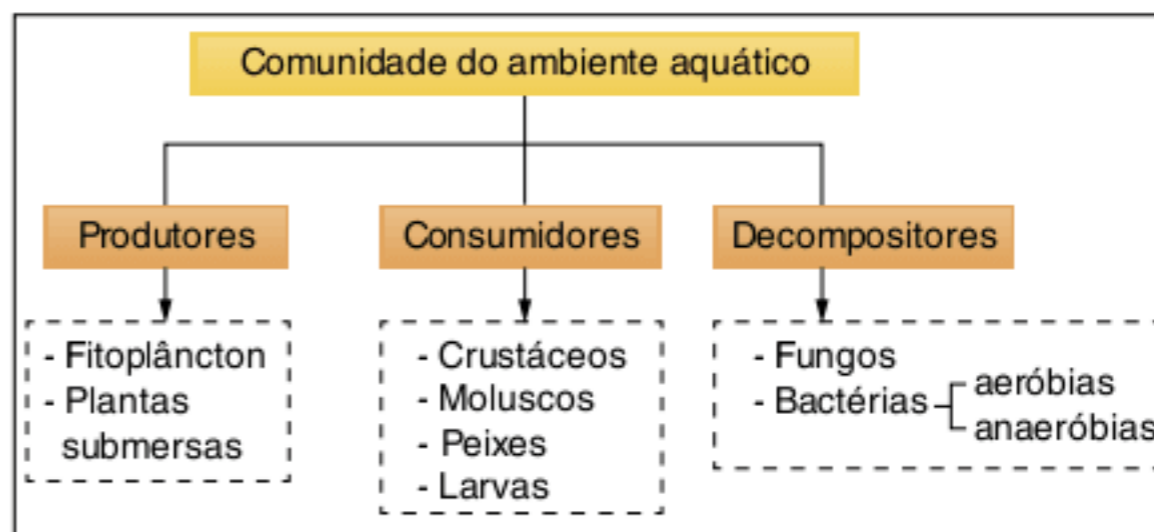 Comunidade do ambiente aquático
Produtores
- Fitoplâncton
- Plantas
submersas
Consumidores
- Crustáceos
- Moluscos
- Peixes
- Larvas
Decompositores
- Fungos
- Bactérias
aeróbias
anaeróbias